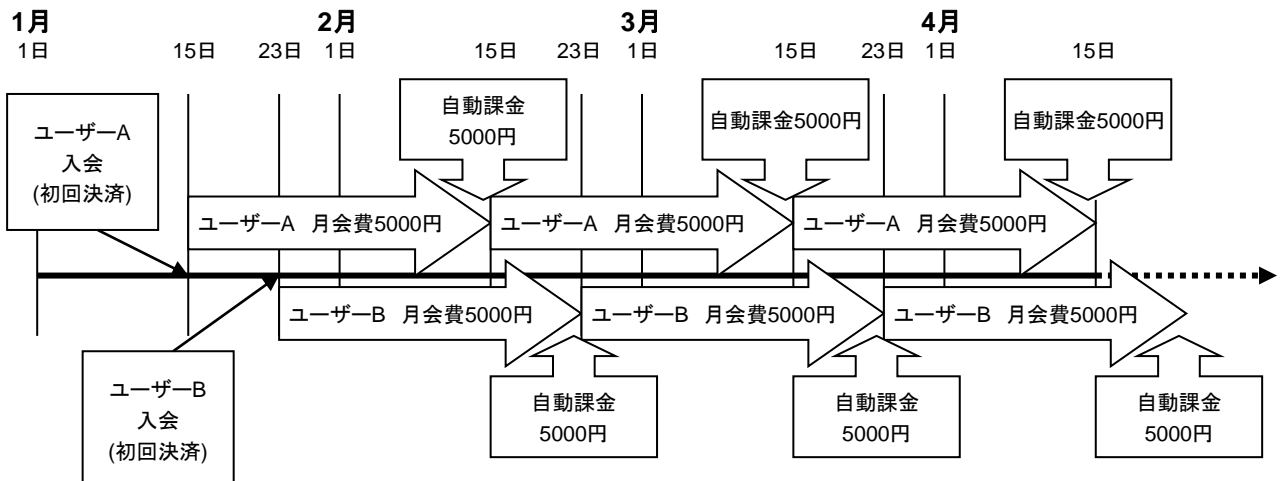 1月 2月 3月 4月
1日 15日 23日 1日 15日 23日 1日 15日 23日 1日 15日
自動課金
5000円
自動課金5000円
自動課金5000円
ユーザーA
入会
(初回決済)
ユーザーA 月会費5000円
ユーザーA 月会費5000円
ユーザーA 月会費5000円
ユーザーB 月会費5000円
ユーザーB 月会費5000円
ユーザーB 月会費5000円
ユーザーB
入会
(初回決済)
自動課金
5000円
自動課金
5000円
自動課金
5000円